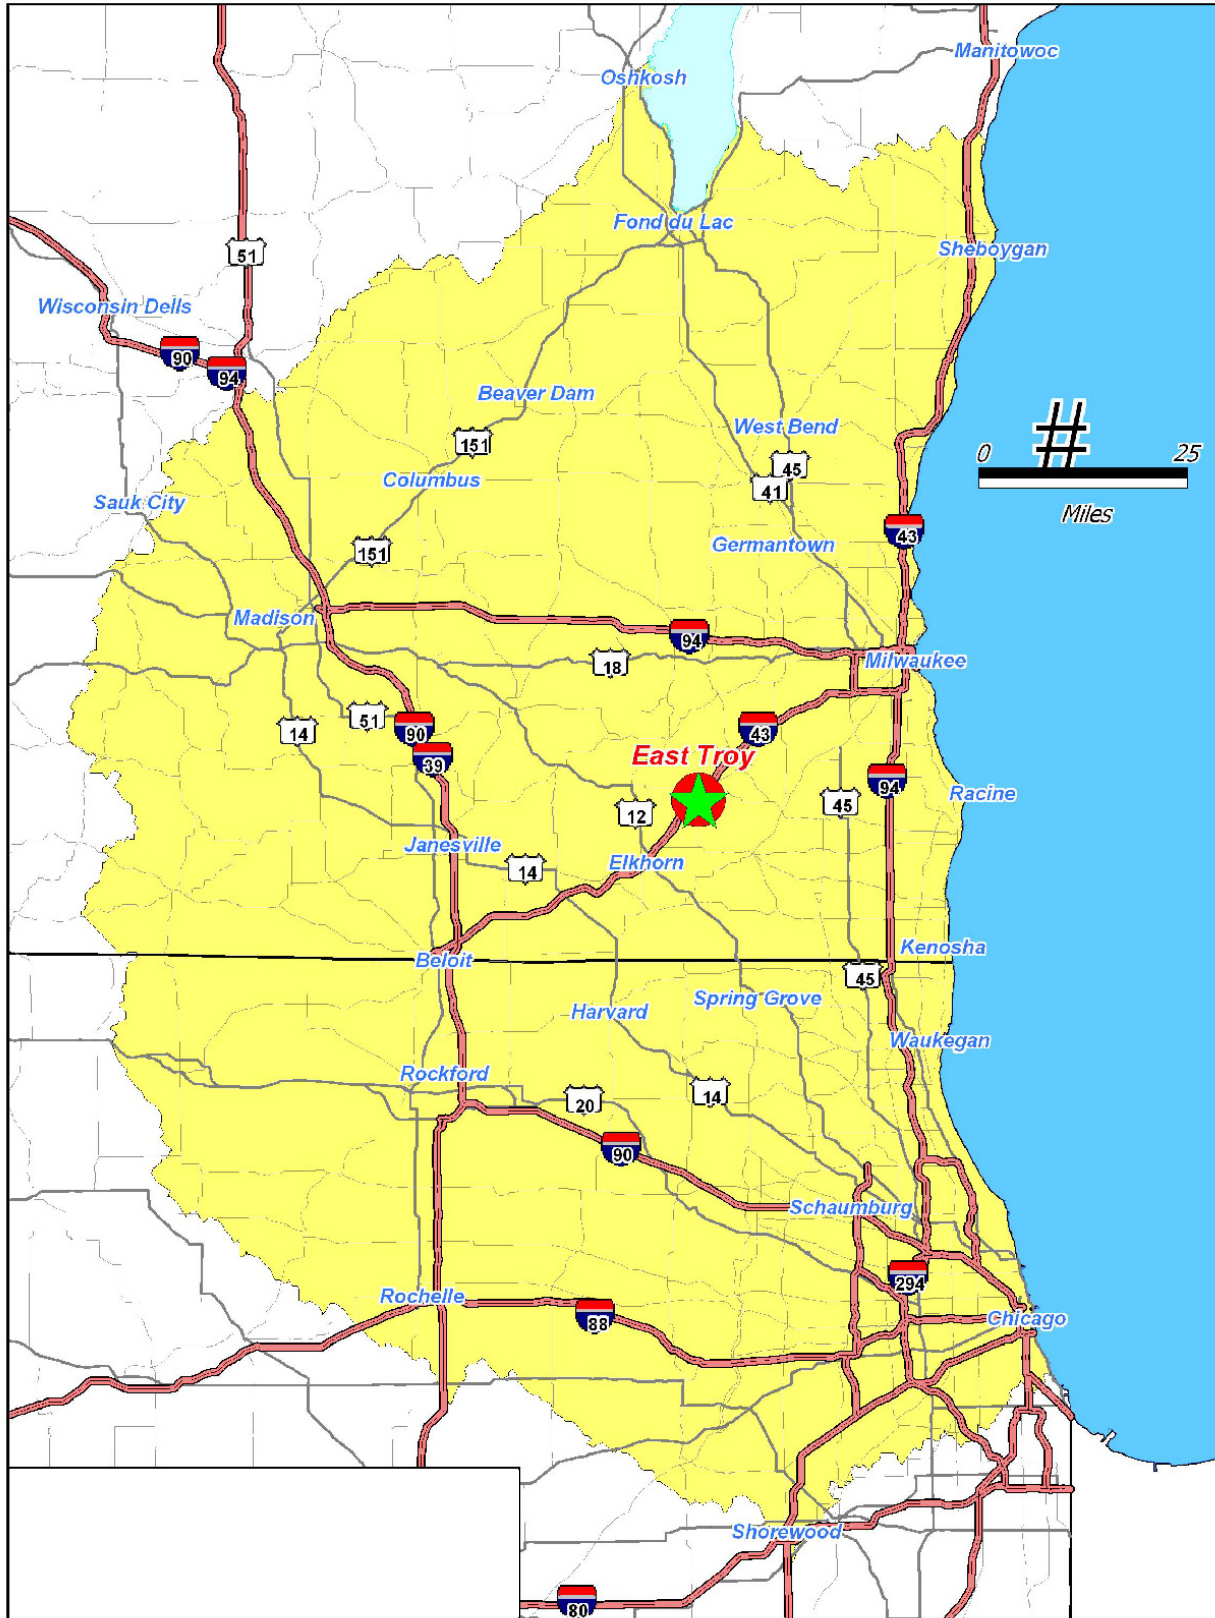 Manitowoc
Oshkosh
Fond du Lac
Sheboygan
51
Wisconsin Dells
90
94
Beaver Dam
West Bend
151
45
0 25
Miles
Columbus
41
Sauk City
43
Germantown
151
Madison
94
18
Milwaukee
51
14
90
43
39
East Troy
94
Racine
45
12
Janesville
Elkhorn
14
Kenosha
Beloit
45
Spring Grove
Harvard
Waukegan
Rockford
14
20
90
Schaumburg
294
Rochelle
88
Chicago
Shorewood
80